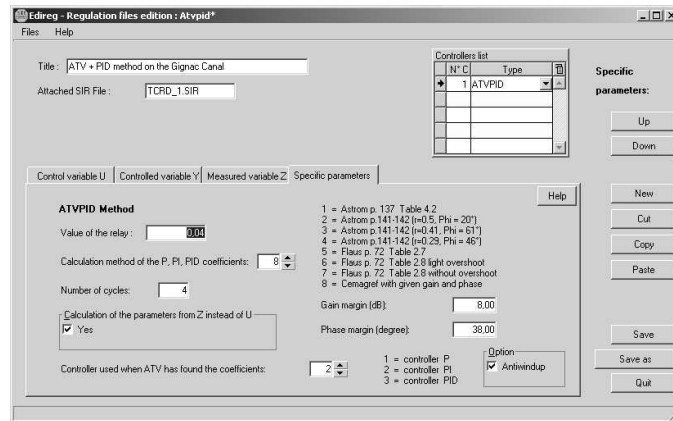 Edireg - Regulation files edition : Atvpid*
Files Help
Title : ATV + PID method on the Gignac Canal
Attached SIR File : TCRD_1.SIR
Controllers list
N° C Type
1 ATVPID
Specific parameters:
Up
Down
New
Cut
Copy
Paste
Save
Save as
Quit
Control variable U Controlled variable Y Measured variable Z Specific parameters
Help
ATVPID Method
Value of the relay : 0,04
Calculation method of the P, PI, PID coefficients: 8
Number of cycles: 4
Calculation of the parameters from Z instead of U
Yes
Controller used when ATV has found the coefficients: 2
1 = Astrom p. 137 Table 4.2
2 = Astrom p.141-142 (r=0.5, Phi = 20°)
3 = Astrom p.141-142 (r=0.41, Phi = 61°)
4 = Astrom p.141-142 (r=0.29, Phi = 46°)
5 = Flaus p. 72 Table 2.7
6 = Flaus p. 72 Table 2.8 light overshoot
7 = Flaus p. 72 Table 2.8 without overshoot
8 = Cemagref with given gain and phase
Gain margin (dB): 8,00
Phase margin (degree): 38,00
1 = controller P
2 = controller PI
3 = controller PID
Option
Antiwindup